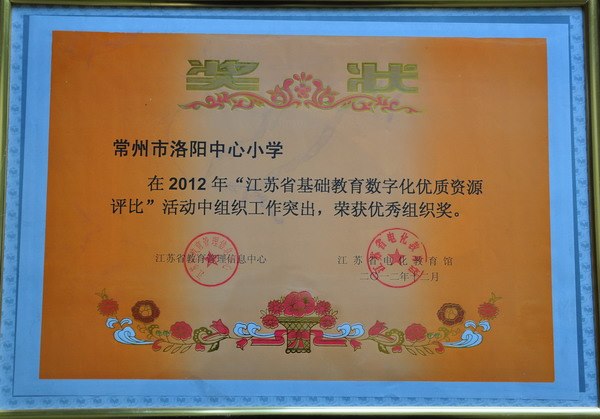 奖状
常州市洛阳中心小学
在2012年“江苏省基础教育数字化优质资源
评比”活动中组织工作突出，荣获优秀组织奖。
江苏省教育管理信息中心 江苏省电化教育馆
二〇一二年十二月